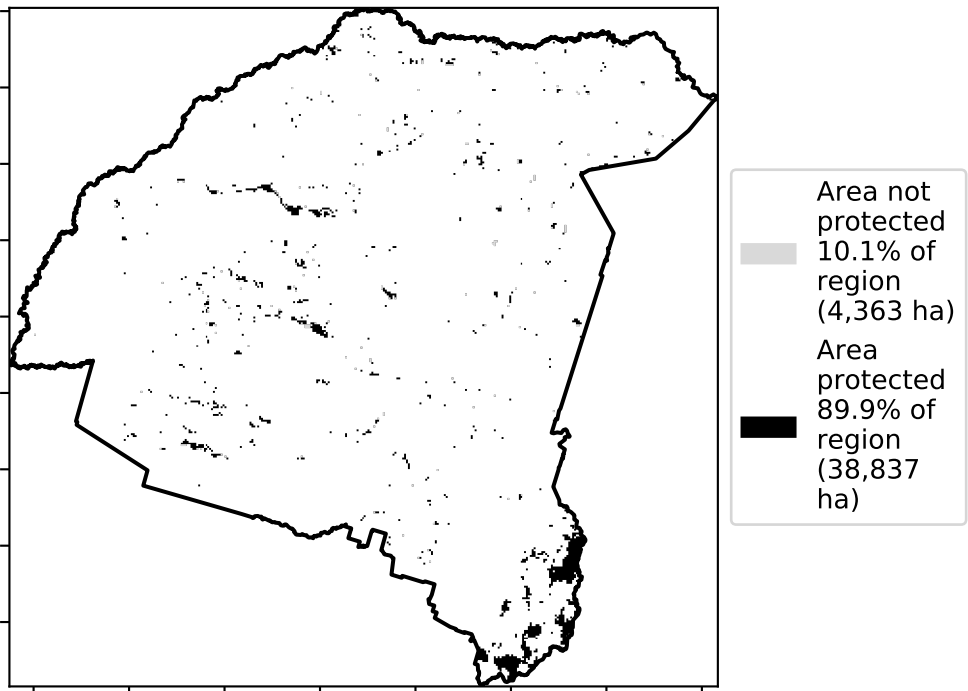 Area not
protected
10.1% of
region
(4,363 ha)
Area
protected
89.9% of
region
(38,837
ha)